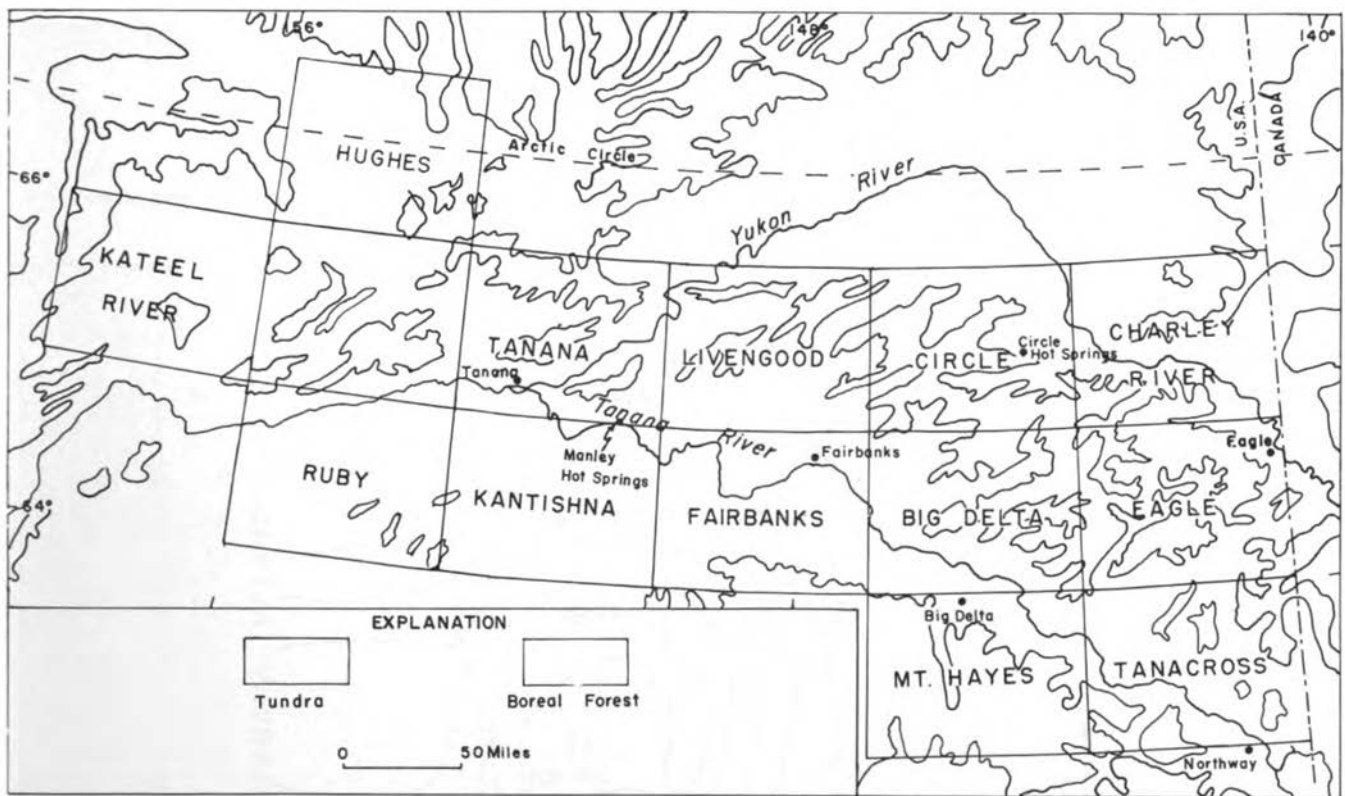 156°
148°
140°
U.S.A.
CANADA
Arctic Circle
66°
HUGHES
Yukon River
KATEEL
RIVER
TANANA
Tanana
LIVENGOOD
CIRCLE
Circle
Hot Springs
CHARLEY
RIVER
Tanana River
Manley
Hot Springs
Fairbanks
Eagle
64°
RUBY
KANTISHNA
FAIRBANKS
BIG DELTA
EAGLE
Big Delta
MT. HAYES
TANACROSS
Northway
EXPLANATION
Tundra
Boreal Forest
0 50 Miles